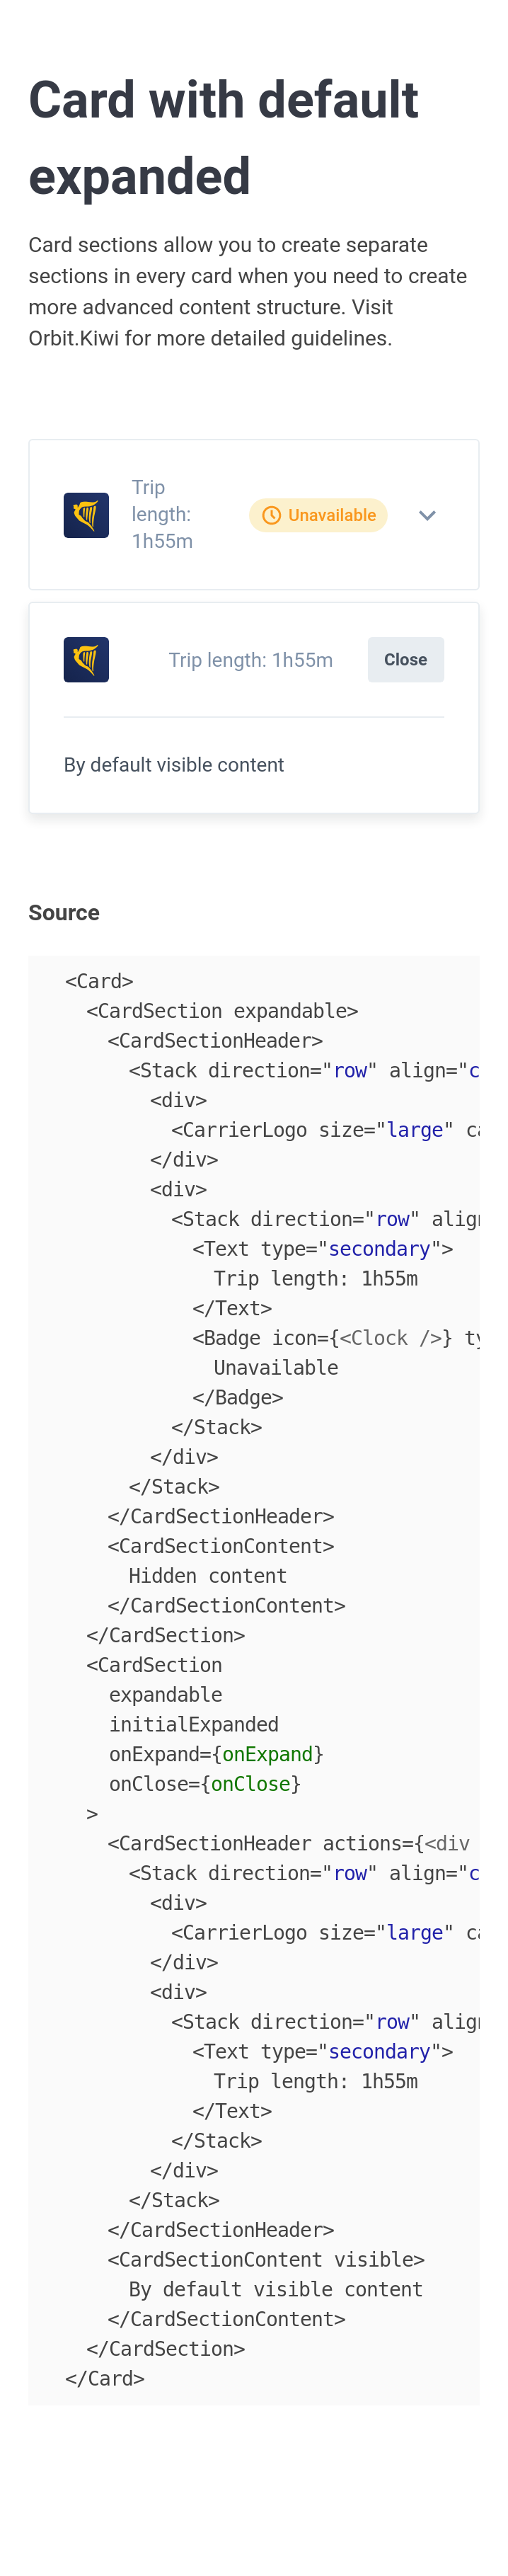 Card with default
expanded
Card sections allow you to create separate
sections in every card when you need to create
more advanced content structure. Visit
Orbit.Kiwi for more detailed guidelines.
Trip
length:
1h55m
Unavailable
Trip length: 1h55m
Close
By default visible content
Source
<Card>
<CardSection expandable>
<CardSectionHeader>
<Stack direction="row" align="c
<div>
<CarrierLogo size="large" ca
</div>
<div>
<Stack direction="row" align
<Text type="secondary">
Trip length: 1h55m
</Text>
<Badge icon={<Clock />} ty
Unavailable
</Badge>
</Stack>
</div>
</Stack>
</CardSectionHeader>
<CardSectionContent>
Hidden content
</CardSectionContent>
</CardSection>
<CardSection
expandable
initialExpanded
onExpand={onExpand}
onClose={onClose}
>
<CardSectionHeader actions={<div
<Stack direction="row" align="c
<div>
<CarrierLogo size="large" ca
</div>
<div>
<Stack direction="row" align
<Text type="secondary">
Trip length: 1h55m
</Text>
</Stack>
</div>
</Stack>
</CardSectionHeader>
<CardSectionContent visible>
By default visible content
</CardSectionContent>
</CardSection>
</Card>